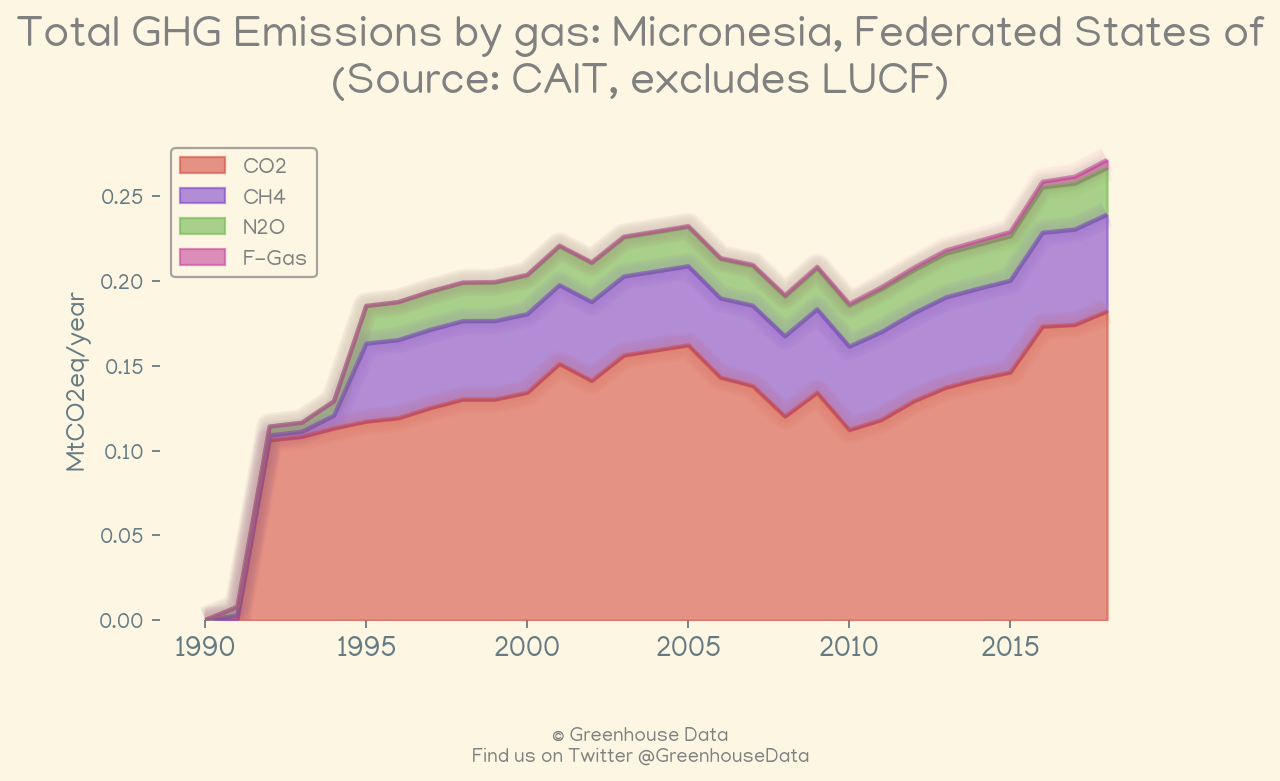 Total GHG Emissions by gas: Micronesia, Federated States of
(Source: CAIT, excludes LUCF)
CO2
CH4
N2O
F-Gas
MtCO2eq/year
0.25
0.20
0.15
0.10
0.05
0.00
1990 1995 2000 2005 2010 2015
© Greenhouse Data
Find us on Twitter @GreenhouseData